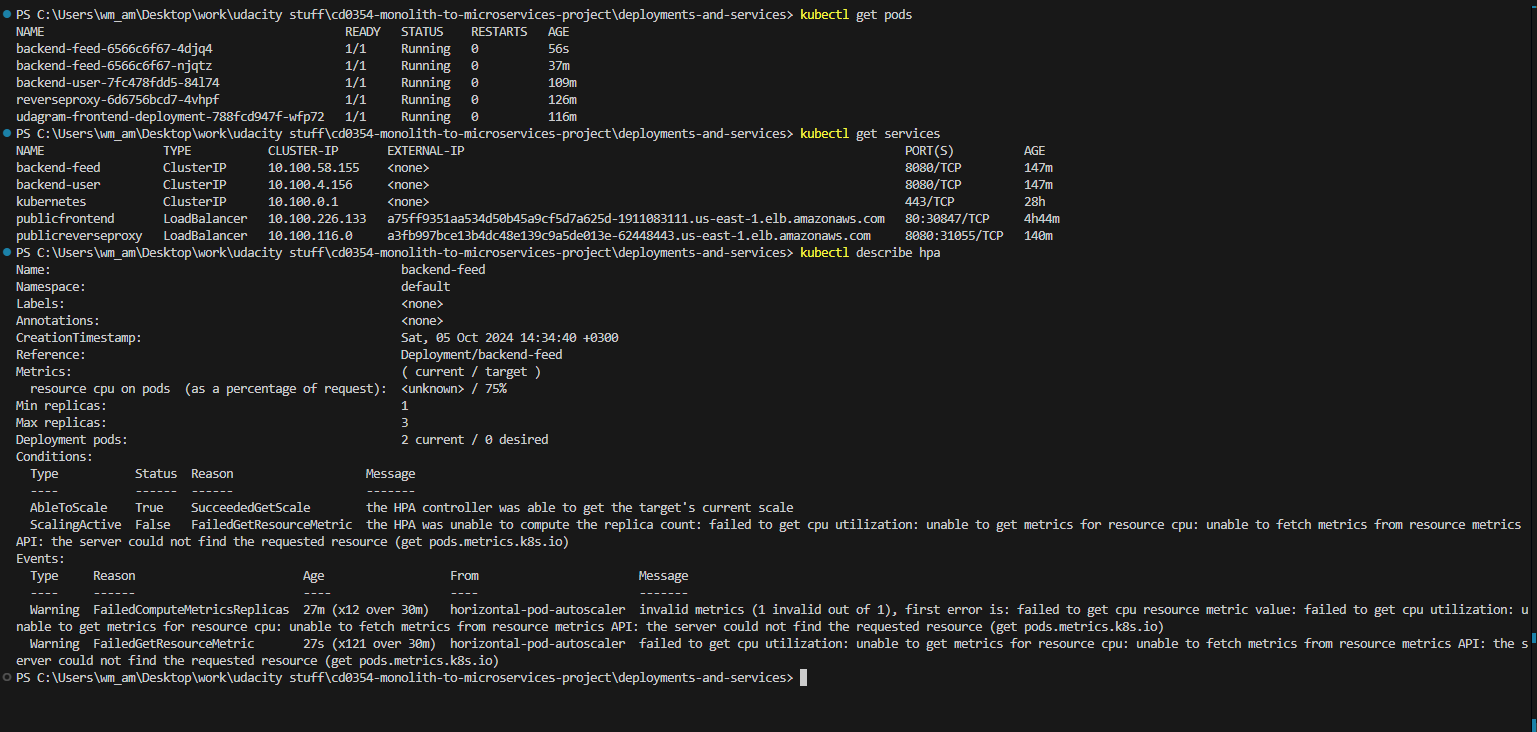 PS C:\Users\wm_am\Desktop\work\udacity stuff\cd0354-monolith-to-microservices-project\deployments-and-services> kubectl get pods
NAME READY STATUS RESTARTS AGE
backend-feed-6566c6f67-4djq4 1/1 Running 0 56s
backend-feed-6566c6f67-njqtz 1/1 Running 0 37m
backend-user-7fc478fdd5-84l74 1/1 Running 0 109m
reverseproxy-6d6756bcd7-4vhpf 1/1 Running 0 126m
udagram-frontend-deployment-788fcd947f-wfp72 1/1 Running 0 116m
PS C:\Users\wm_am\Desktop\work\udacity stuff\cd0354-monolith-to-microservices-project\deployments-and-services> kubectl get services
NAME TYPE CLUSTER-IP EXTERNAL-IP PORT(S) AGE
backend-feed ClusterIP 10.100.58.155 <none> 8080/TCP 147m
backend-user ClusterIP 10.100.4.156 <none> 8080/TCP 147m
kubernetes ClusterIP 10.100.0.1 <none> 443/TCP 28h
publicfrontend LoadBalancer 10.100.226.133 a75ff9351aa534d50b45a9cf5d7a625d-1911083111.us-east-1.elb.amazonaws.com 80:30847/TCP 4h44m
publicreverseproxy LoadBalancer 10.100.116.0 a3fb997bce13b4dc48e139c9a5de013e-62448443.us-east-1.elb.amazonaws.com 8080:31055/TCP 140m
PS C:\Users\wm_am\Desktop\work\udacity stuff\cd0354-monolith-to-microservices-project\deployments-and-services> kubectl describe hpa
Name: backend-feed
Namespace: default
Labels: <none>
Annotations: <none>
CreationTimestamp: Sat, 05 Oct 2024 14:34:40 +0300
Reference: Deployment/backend-feed
Metrics: ( current / target )
resource cpu on pods (as a percentage of request): <unknown> / 75%
Min replicas: 1
Max replicas: 3
Deployment pods: 2 current / 0 desired
Conditions:
Type Status Reason Message
---- ------ ------ -------
AbleToScale True SucceededGetScale the HPA controller was able to get the target's current scale
ScalingActive False FailedGetResourceMetric the HPA was unable to compute the replica count: failed to get cpu utilization: unable to get metrics for resource cpu: unable to fetch metrics from resource metrics
API: the server could not find the requested resource (get pods.metrics.k8s.io)
Events:
Type Reason Age From Message
---- ------ ---- ---- -------
Warning FailedComputeMetricsReplicas 27m (x12 over 30m) horizontal-pod-autoscaler invalid metrics (1 invalid out of 1), first error is: failed to get cpu resource metric value: failed to get cpu utilization: u
nable to get metrics for resource cpu: unable to fetch metrics from resource metrics API: the server could not find the requested resource (get pods.metrics.k8s.io)
Warning FailedGetResourceMetric 27s (x121 over 30m) horizontal-pod-autoscaler failed to get cpu utilization: unable to get metrics for resource cpu: unable to fetch metrics from resource metrics API: the s
erver could not find the requested resource (get pods.metrics.k8s.io)
PS C:\Users\wm_am\Desktop\work\udacity stuff\cd0354-monolith-to-microservices-project\deployments-and-services>